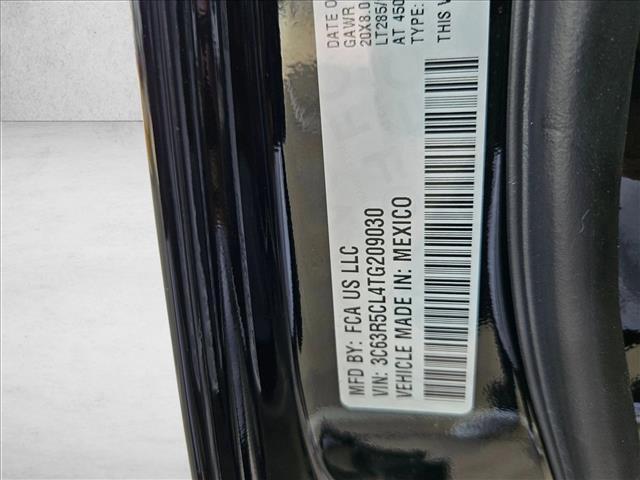 DATE O
GAWR
20X8.0
LT285/
AT 450
TYPE:
THIS V
MFD BY: FCA US LLC
VIN: 3C63R5CL4TG209030
VEHICLE MADE IN: MEXICO